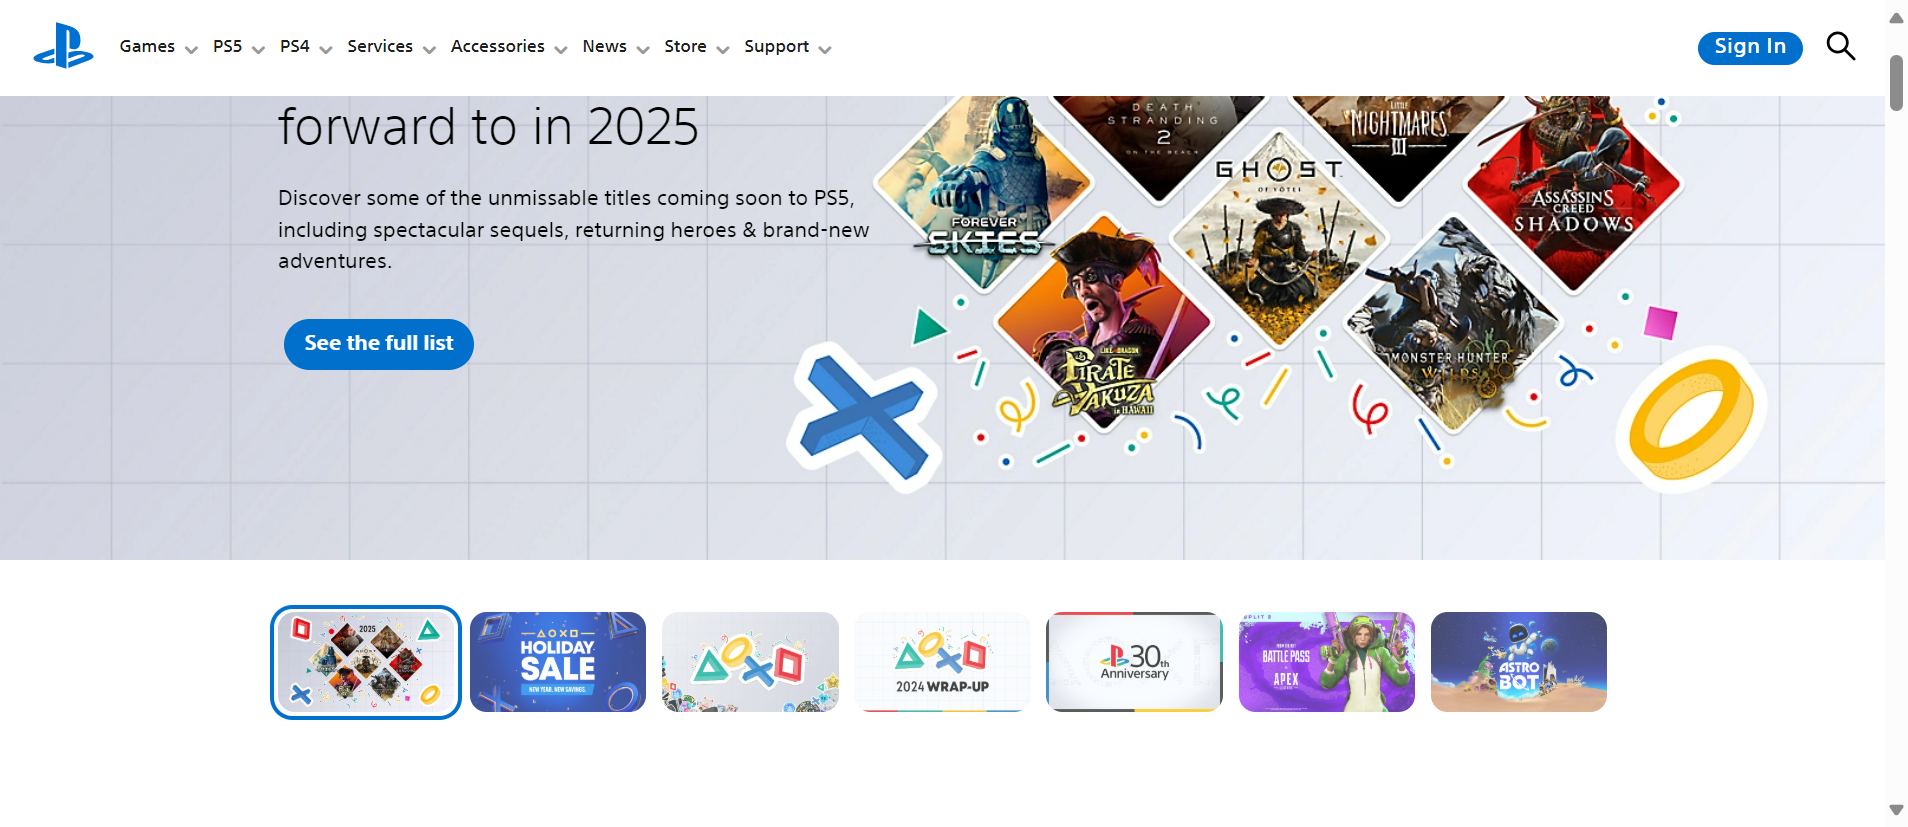 Games
PS5
PS4
Services
Accessories
News
Store
Support
Sign In
forward to in 2025
Discover some of the unmissable titles coming soon to PS5,
including spectacular sequels, returning heroes & brand-new
adventures.
See the full list
DEATH
STRANDING
2
ON THE BEACH
LITTLE
NIGHTMARES
III
GHOST
OF YŌTEI
ASSASSIN'S
CREED
SHADOWS
FOREVER
SKIES
LIKE A DRAGON
PIRATE
YAKUZA
in HAWAII
MONSTER HUNTER
WILDS
2025
HOLIDAY
SALE
NEW YEAR. NEW SAVINGS.
2024 WRAP-UP
30th
Anniversary
SPLIT 2
BATTLE PASS
APEX
ASTRO
BOT